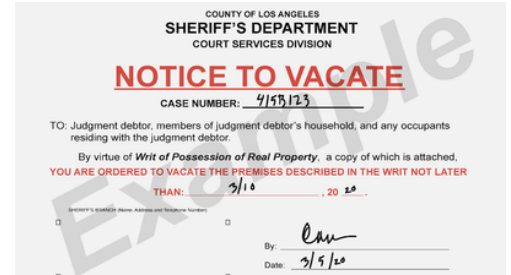 COUNTY OF LOS ANGELES
SHERIFF'S DEPARTMENT
COURT SERVICES DIVISION
NOTICE TO VACATE
CASE NUMBER: 415B123
TO: Judgment debtor, members of judgment debtor's household, and any occupants
residing with the judgment debtor.
By virtue of Writ of Possession of Real Property, a copy of which is attached,
YOU ARE ORDERED TO VACATE THE PREMISES DESCRIBED IN THE WRIT NOT LATER
THAN: 3/10, 20 20.
SHERIFF'S BRANCH (Name, Address and Telephone Number)
By:
Date: 3/5/20
Example